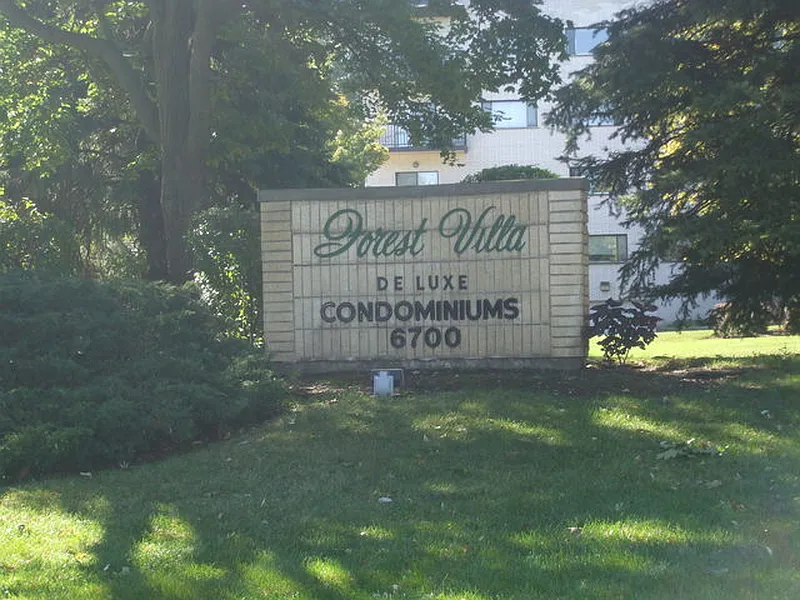 Forest Villa
DE LUXE
CONDOMINIUMS
6700